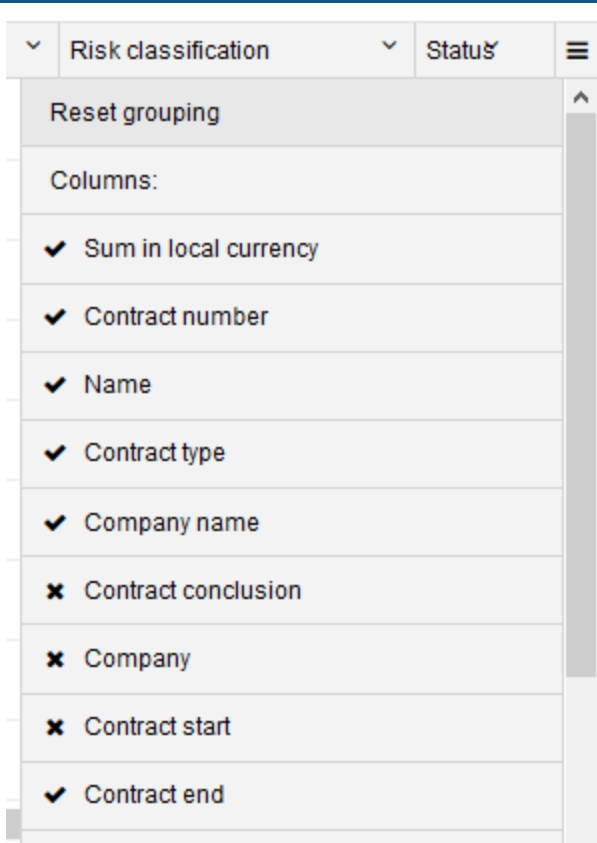 Risk classification Status
Reset grouping
Columns:
Sum in local currency
Contract number
Name
Contract type
Company name
Contract conclusion
Company
Contract start
Contract end